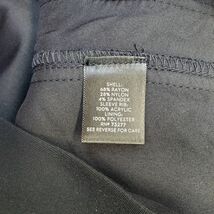 SHELL:
68% RAYON
28% NYLON
4% SPANDEX
SLEEVE RIB:
100% ACRYLIC
LINING:
100% POLYESTER
RN# 73277
SEE REVERSE FOR CARE